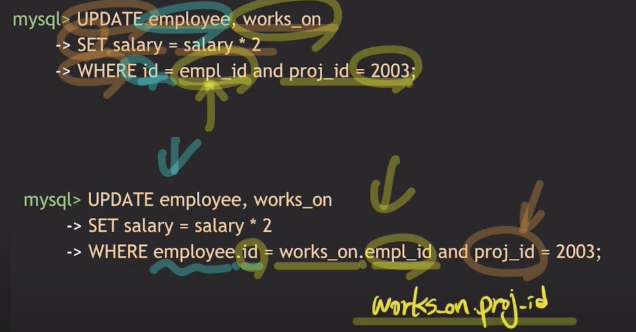 mysql> UPDATE employee, works_on
-> SET salary = salary * 2
-> WHERE id = empl_id and proj_id = 2003;
mysql> UPDATE employee, works_on
-> SET salary = salary * 2
-> WHERE employee.id = works_on.empl_id and proj_id = 2003;
works_on.proj_id